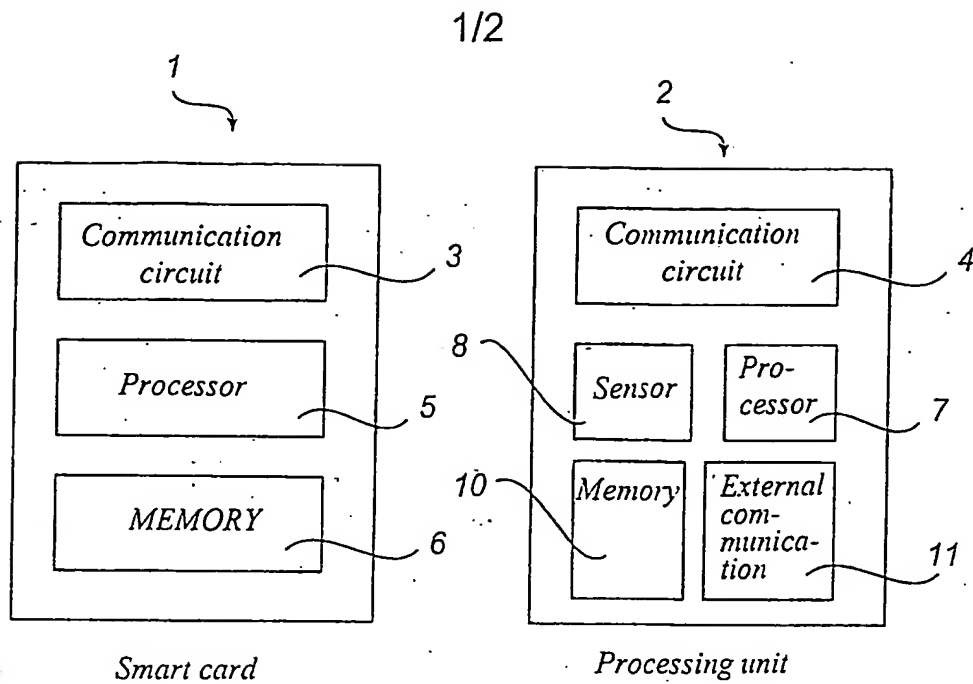 1/2
1
2
Communication
circuit
3
Processor
5
MEMORY
6
Smart card
Communication
circuit
4
8
Sensor
Pro-
cessor
7
10
Memory
External
com-
munica-
tion
11
Processing unit